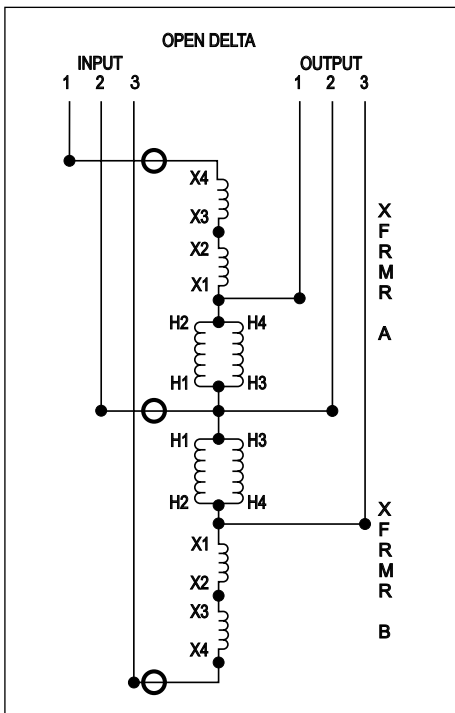 OPEN DELTA
INPUT OUTPUT
1 2 3 1 2 3
X4
X3
X2
X1
H2 H4
H1 H3
H1 H3
H2 H4
X1
X2
X3
X4
XFRMR A
XFRMR B